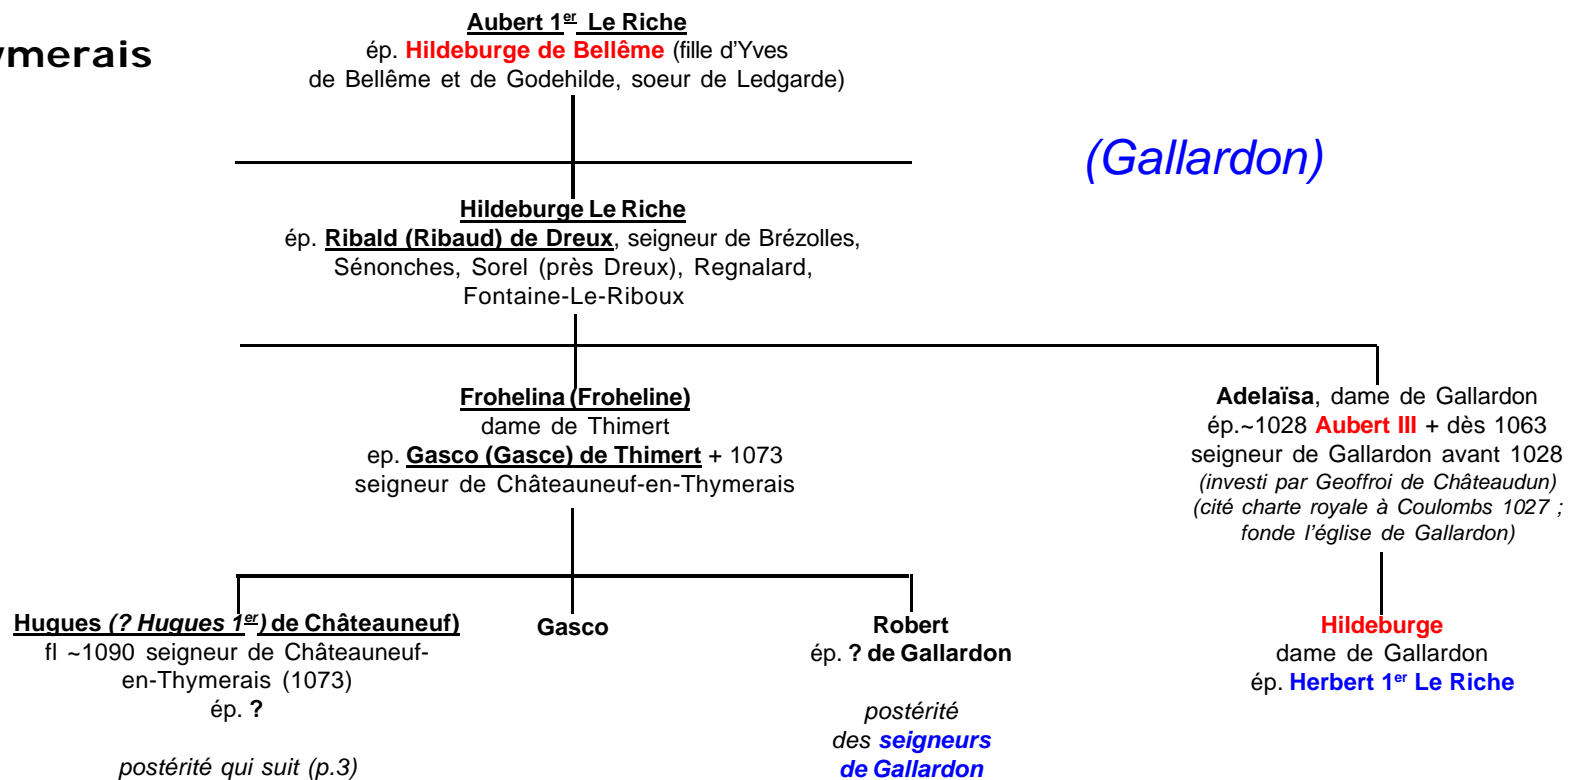 Aubert 1er Le Riche
ymerais
ép. Hildeburge de Bellême (fille d'Yves
de Bellême et de Godehilde, soeur de Ledgarde)
(Gallardon)
Hildeburge Le Riche
ép. Ribald (Ribaud) de Dreux, seigneur de Brézolles,
Sénonches, Sorel (près Dreux), Regnalard,
Fontaine-Le-Riboux
Frohelina (Froheline)
dame de Thimert
ep. Gasco (Gasce) de Thimert + 1073
seigneur de Châteauneuf-en-Thymerais
Adelaïsa, dame de Gallardon
ép.~1028 Aubert III + dès 1063
seigneur de Gallardon avant 1028
(investi par Geoffroi de Châteaudun)
(cité charte royale à Coulombs 1027 ;
fonde l'église de Gallardon)
Hugues (? Hugues 1er) de Châteauneuf)
fl ~1090 seigneur de Châteauneuf-
en-Thymerais (1073)
ép. ?
postérité qui suit (p.3)
Gasco
Robert
ép. ? de Gallardon
postérité
des seigneurs
de Gallardon
Hildeburge
dame de Gallardon
ép. Herbert 1er Le Riche